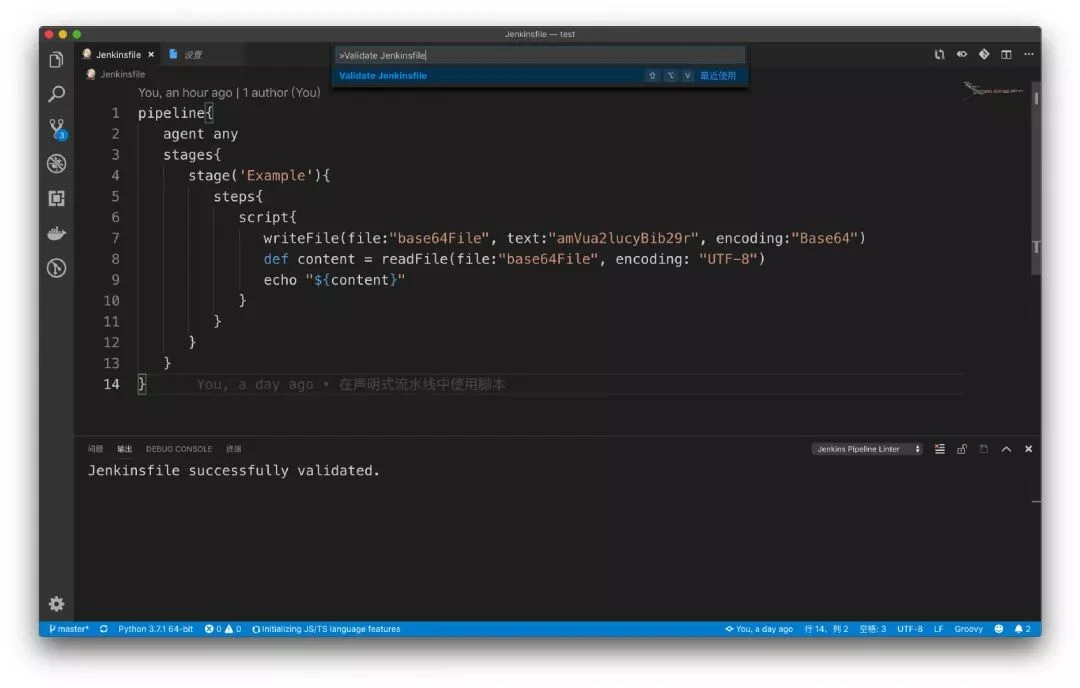 Jenkinsfile — test
Jenkinsfile
设置
>Validate Jenkinsfile
Validate Jenkinsfile ⇧ ⌥ V 最近使用
Jenkinsfile
You, an hour ago | 1 author (You)
1 pipeline{
2 agent any
3 stages{
4 stage('Example'){
5 steps{
6 script{
7 writeFile(file:"base64File", text:"amVua2lucyBib29r", encoding:"Base64")
8 def content = readFile(file:"base64File", encoding: "UTF-8")
9 echo "${content}"
10 }
11 }
12 }
13 }
14 } You, a day ago • 在声明式流水线中使用脚本
3
问题 输出 DEBUG CONSOLE 终端 Jenkins Pipeline Linter
Jenkinsfile successfully validated.
master* Python 3.7.1 64-bit 0 0 Initializing JS/TS language features You, a day ago 行 14，列 2 空格: 3 UTF-8 LF Groovy 2